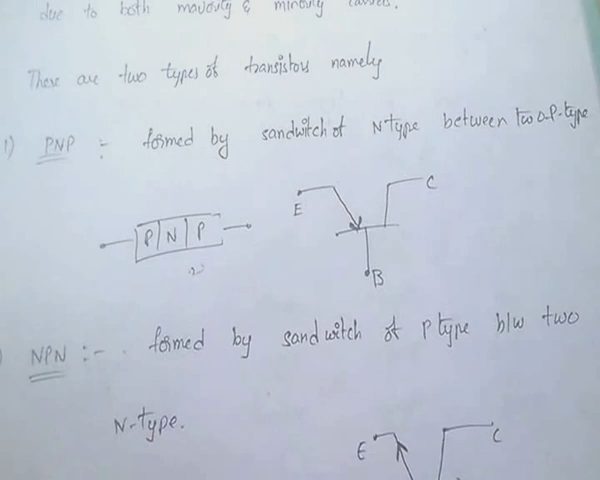 due to both majority & minority carriers.
There are two types of transistors namely
1) PNP :- formed by sandwitch of N type between two P-type
E C
P N P
B
NPN :- formed by sandwitch of P type b/w two
N-type.
E C